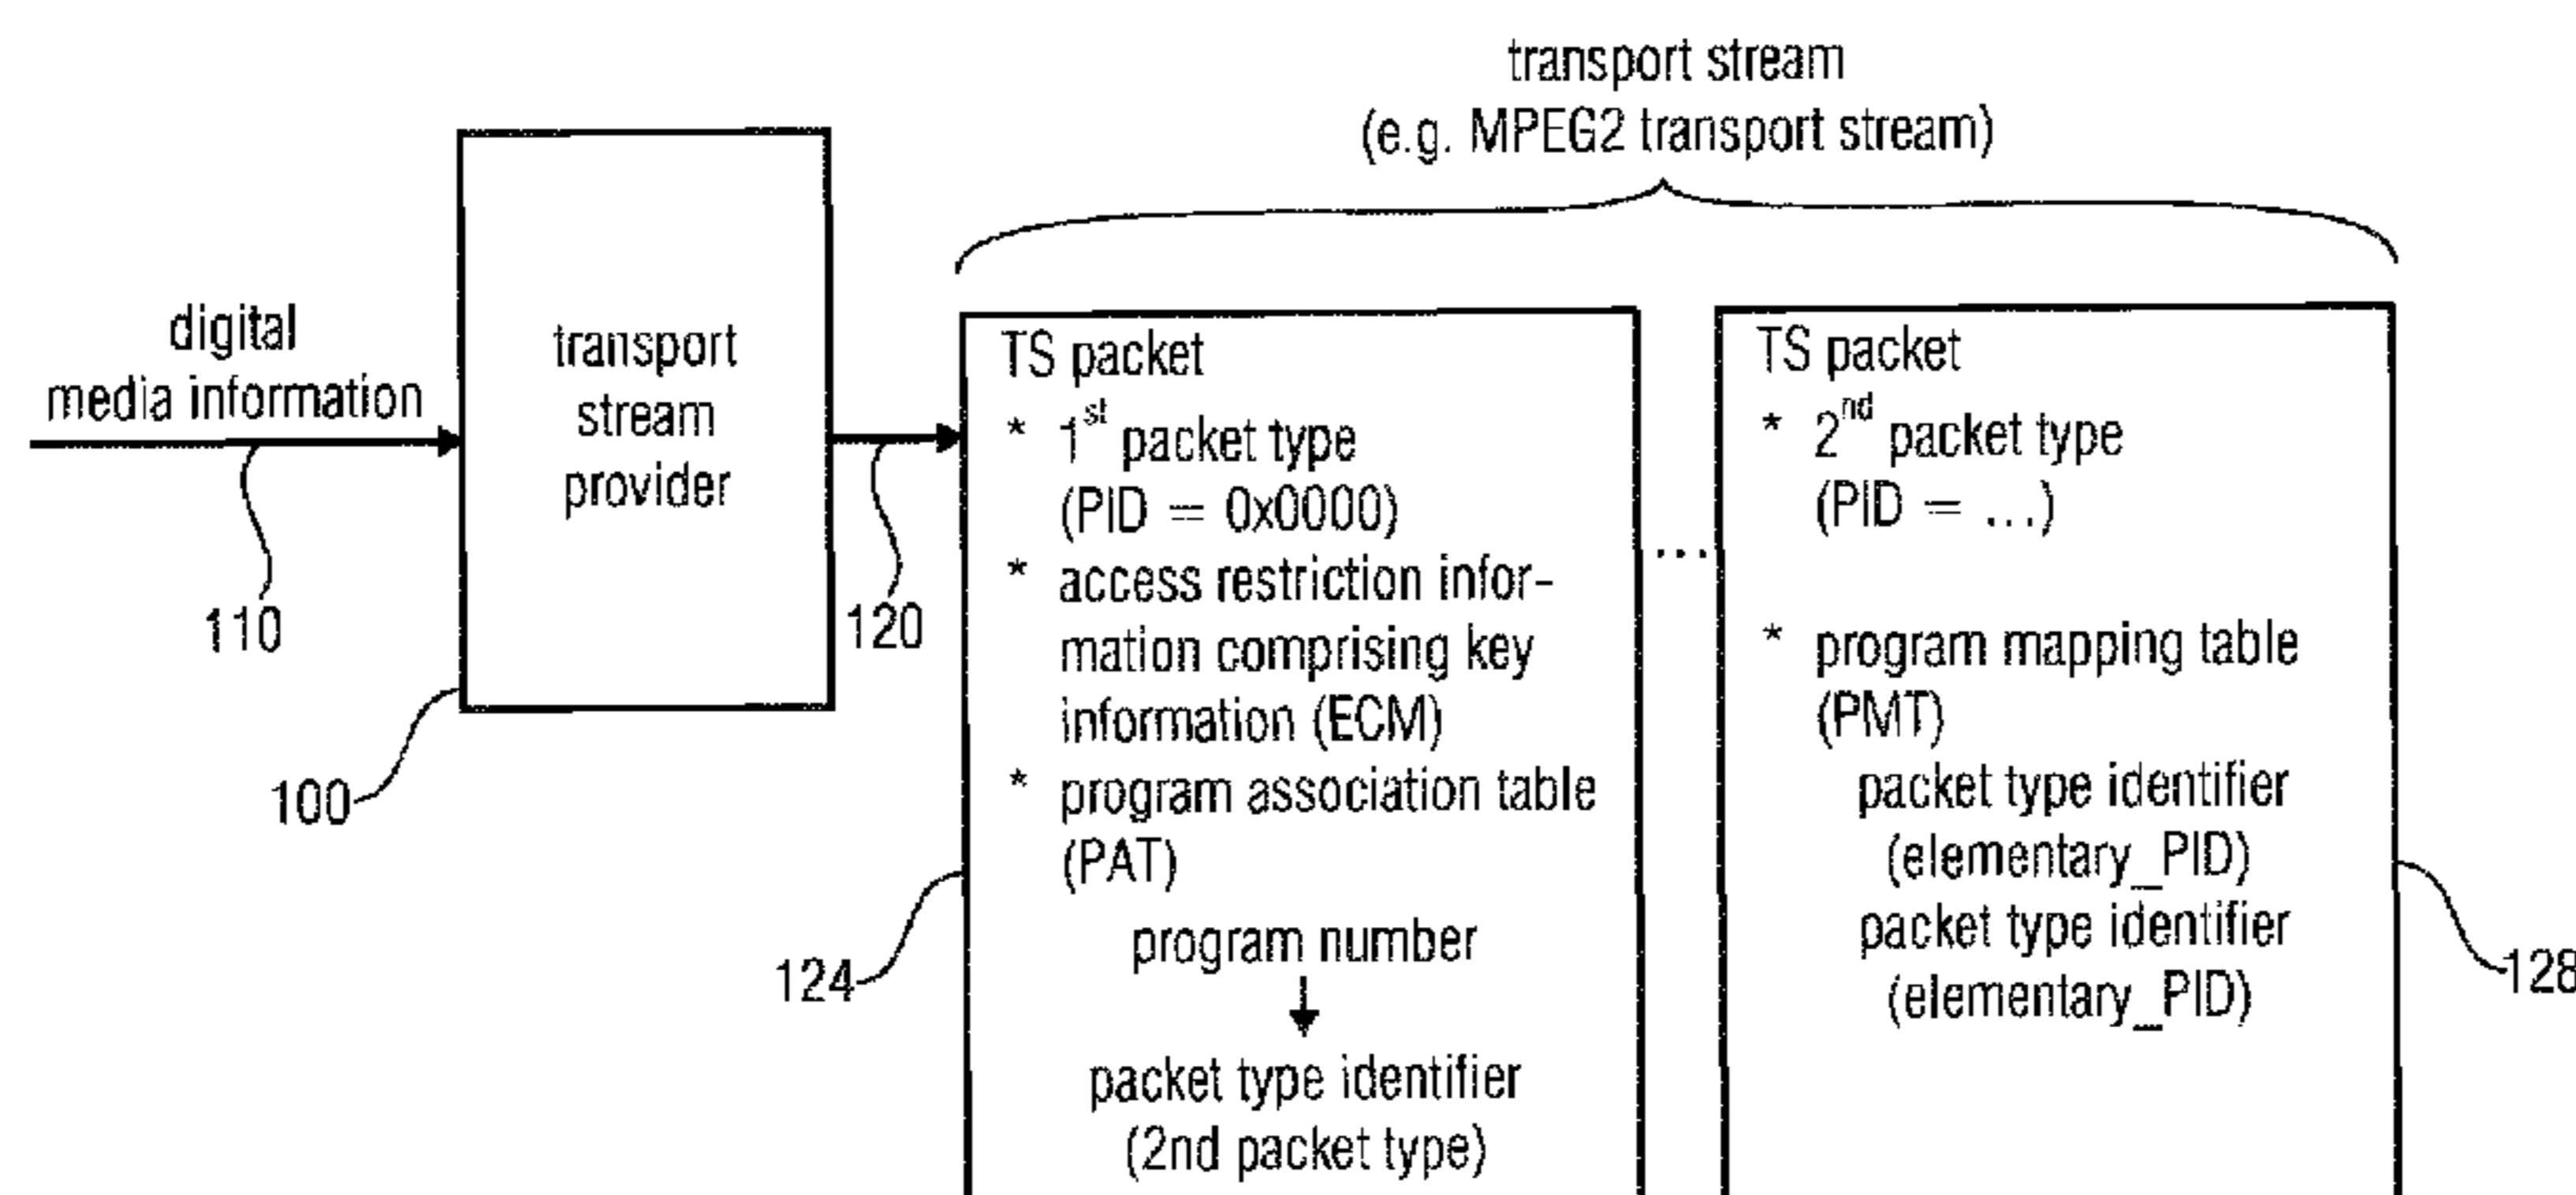 transport stream
(e.g. MPEG2 transport stream)
digital
media information
110
transport
stream
provider
100
120
TS packet
* 1st packet type
(PID = 0x0000)
* access restriction infor-
mation comprising key
information (ECM)
* program association table
(PAT)
program number
packet type identifier
(2nd packet type)
124
...
TS packet
* 2nd packet type
(PID = ...)
* program mapping table
(PMT)
packet type identifier
(elementary_PID)
packet type identifier
(elementary_PID)
128